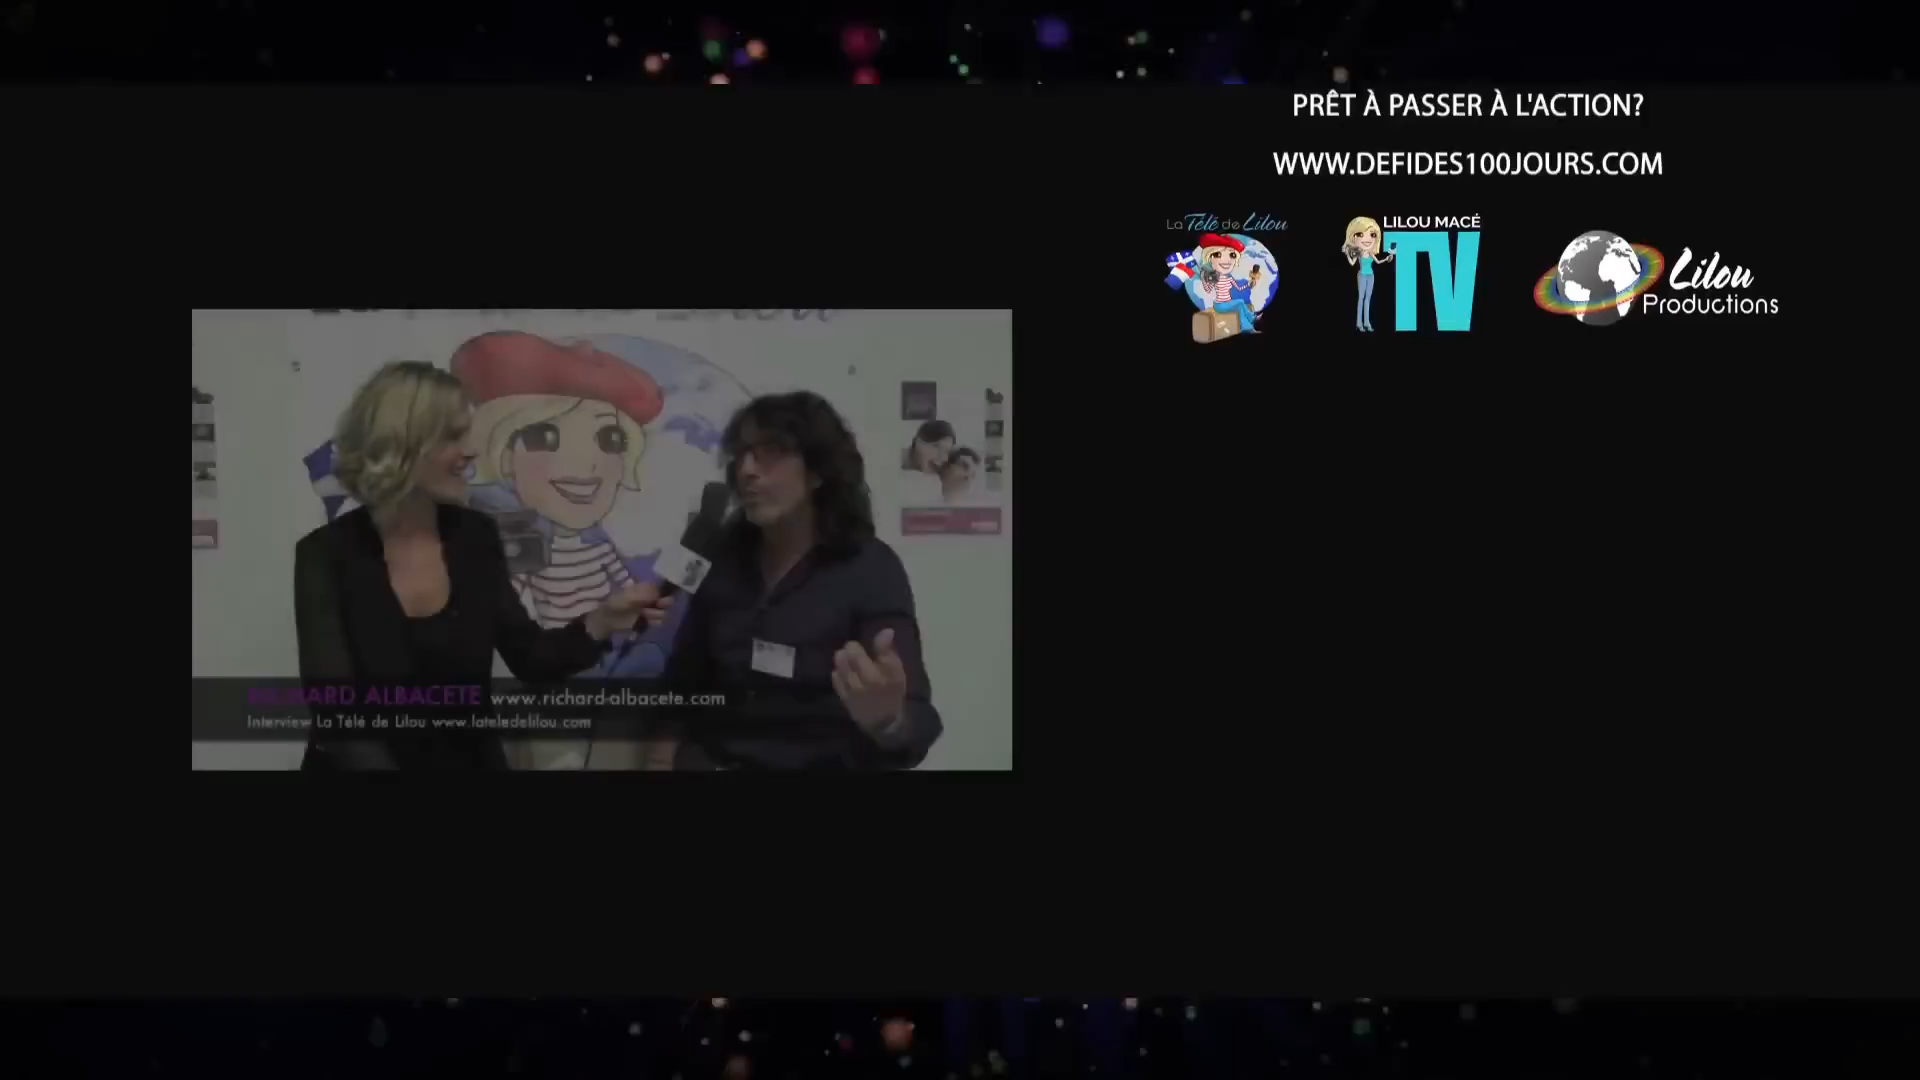 PRÊT À PASSER À L'ACTION?
WWW.DEFIDES100JOURS.COM
La Télé de Lilou
LILOU MACÉ
TV
Lilou
Productions
RICHARD ALBACETE www.richard-albacete.com
Interview La Télé de Lilou www.lateledelilou.com